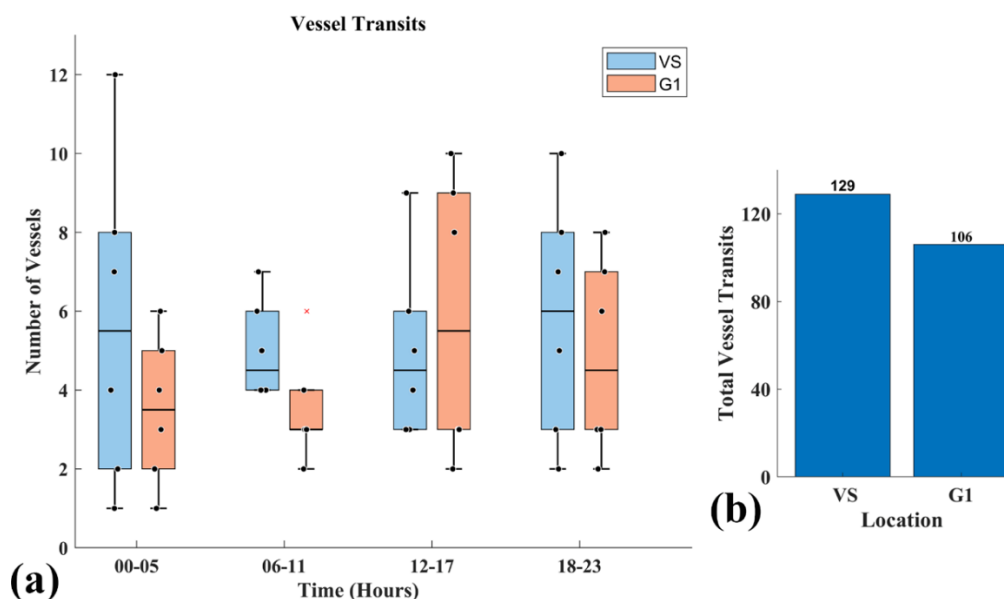 Vessel Transits
VS
G1
Number of Vessels
12
10
8
6
4
2
0
00-05
06-11
12-17
18-23
Time (Hours)
(a)
129
106
Total Vessel Transits
120
80
40
0
VS
G1
Location
(b)